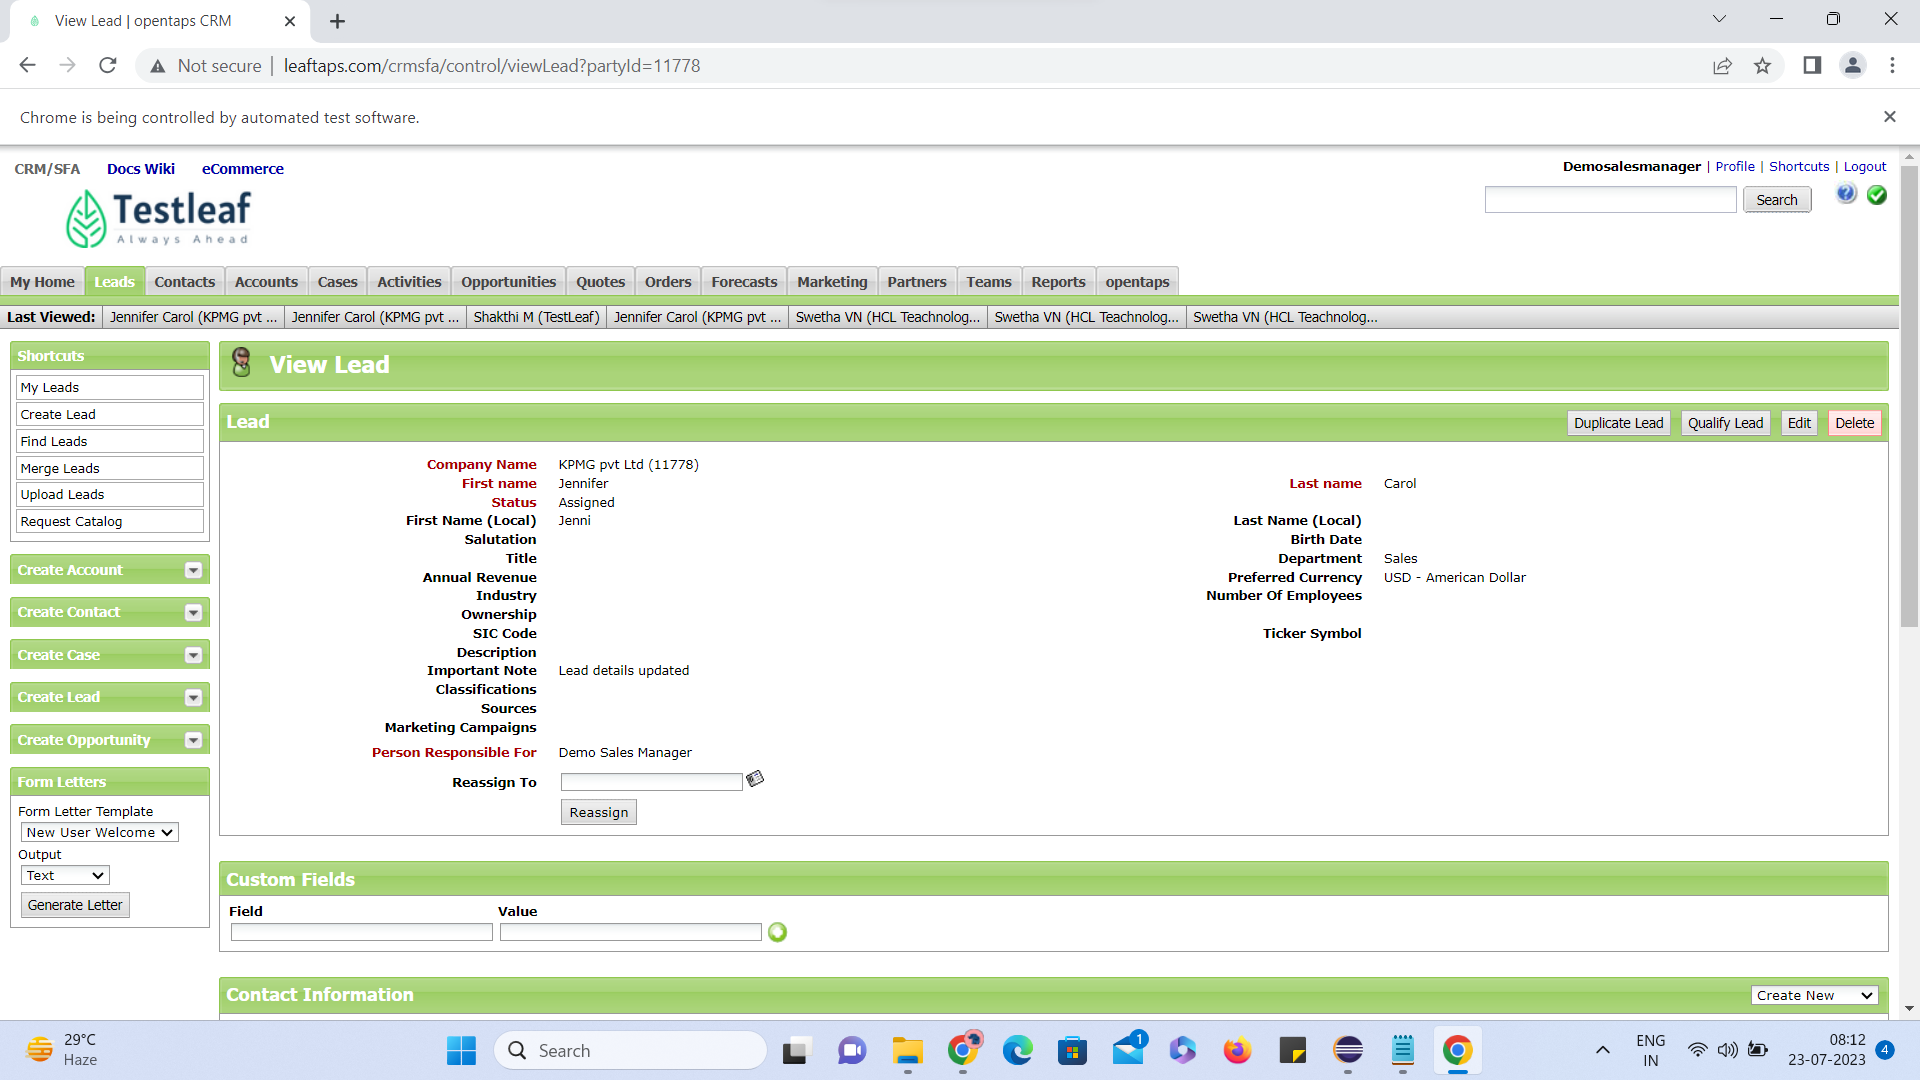 View Lead | opentaps CRM
Not secure | leaftaps.com/crmsfa/control/viewLead?partyId=11778
Chrome is being controlled by automated test software.
CRM/SFA Docs Wiki eCommerce
Demosalesmanager | Profile | Shortcuts | Logout
Search
Testleaf
Always Ahead
My Home Leads Contacts Accounts Cases Activities Opportunities Quotes Orders Forecasts Marketing Partners Teams Reports opentaps
Last Viewed: Jennifer Carol (KPMG pvt ... Jennifer Carol (KPMG pvt ... Shakthi M (TestLeaf) Jennifer Carol (KPMG pvt ... Swetha VN (HCL Teachnolog... Swetha VN (HCL Teachnolog... Swetha VN (HCL Teachnolog...
Shortcuts
My Leads
Create Lead
Find Leads
Merge Leads
Upload Leads
Request Catalog
Create Account
Create Contact
Create Case
Create Lead
Create Opportunity
Form Letters
Form Letter Template
New User Welcome
Output
Text
Generate Letter
View Lead
Lead
Duplicate Lead Qualify Lead Edit Delete
Company Name KPMG pvt Ltd (11778)
First name Jennifer Last name Carol
Status Assigned
First Name (Local) Jenni Last Name (Local)
Salutation Birth Date
Title Department Sales
Annual Revenue Preferred Currency USD - American Dollar
Industry Number Of Employees
Ownership
SIC Code Ticker Symbol
Description
Important Note Lead details updated
Classifications
Sources
Marketing Campaigns
Person Responsible For Demo Sales Manager
Reassign To
Reassign
Custom Fields
Field Value
Contact Information
Create New
29°C
Haze
Search
1
ENG
IN
08:12
23-07-2023
4